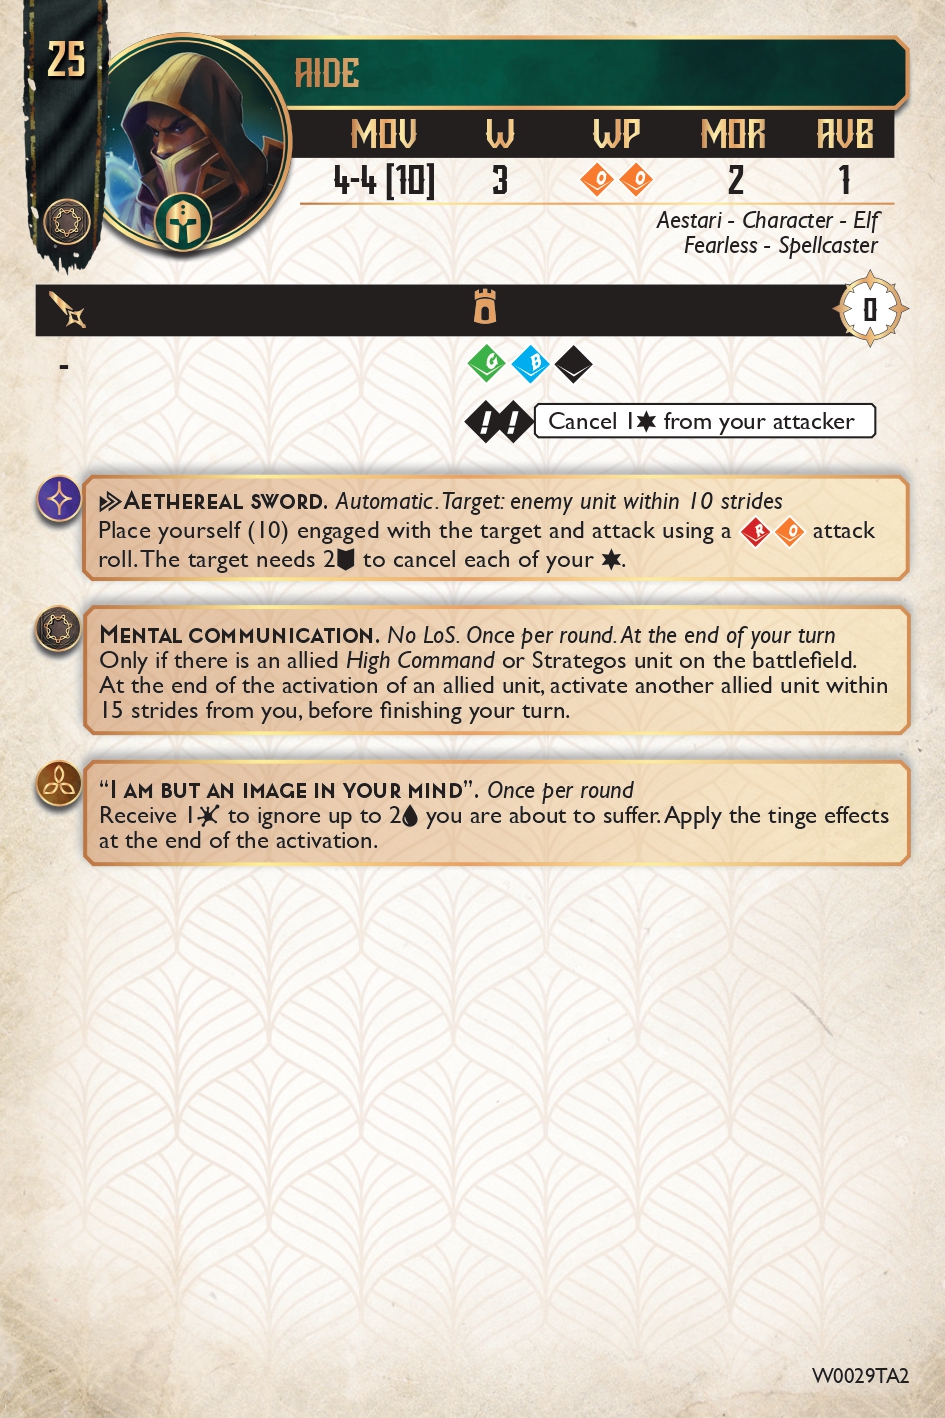 25
AIDE
MOV W WP MOR AVB
4-4 [10] 3 O O 2 1
Aestari - Character - Elf
Fearless - Spellcaster
0
- G B
! ! Cancel 1 from your attacker
AETHEREAL SWORD. Automatic. Target: enemy unit within 10 strides
Place yourself (10) engaged with the target and attack using a R O attack
roll. The target needs 2 to cancel each of your .
MENTAL COMMUNICATION. No LoS. Once per round. At the end of your turn
Only if there is an allied High Command or Strategos unit on the battlefield.
At the end of the activation of an allied unit, activate another allied unit within
15 strides from you, before finishing your turn.
“I AM BUT AN IMAGE IN YOUR MIND”. Once per round
Receive 1 to ignore up to 2 you are about to suffer. Apply the tinge effects
at the end of the activation.
W0029TA2